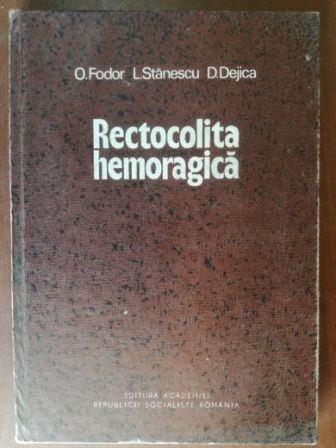 O.Fodor L.Stănescu D.Dejica
Rectocolita
hemoragică
EDITURA ACADEMIEI
REPUBLICII SOCIALISTE ROMÂNIA